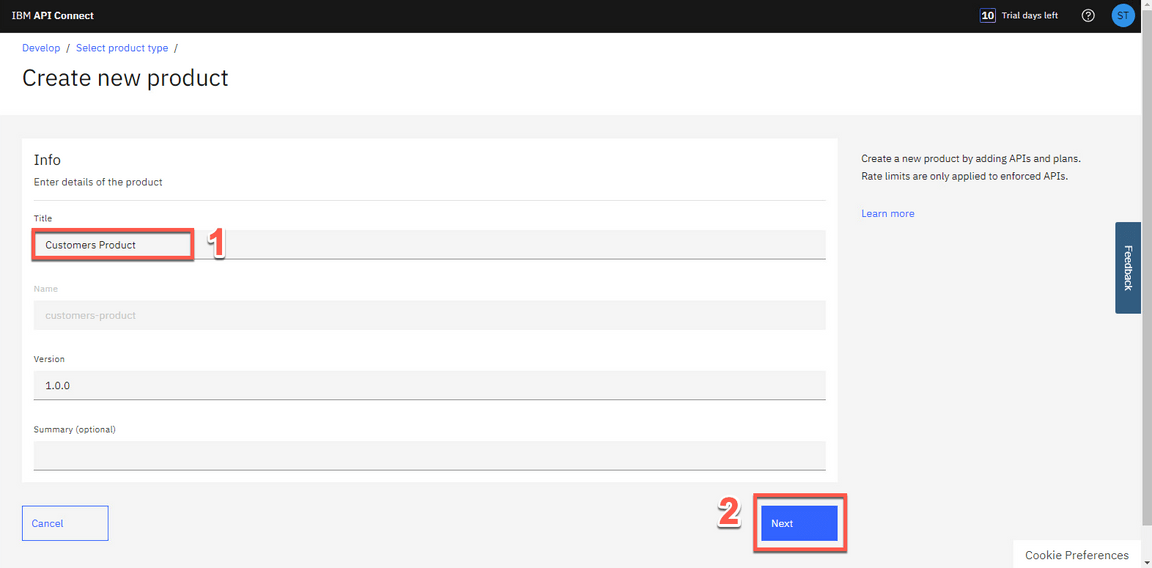 IBM API Connect
10 Trial days left
ST
Develop / Select product type /
Create new product
Info
Enter details of the product
Title
Customers Product
1
Name
customers-product
Version
1.0.0
Summary (optional)
Cancel
2
Next
Create a new product by adding APIs and plans.
Rate limits are only applied to enforced APIs.
Learn more
Feedback
Cookie Preferences